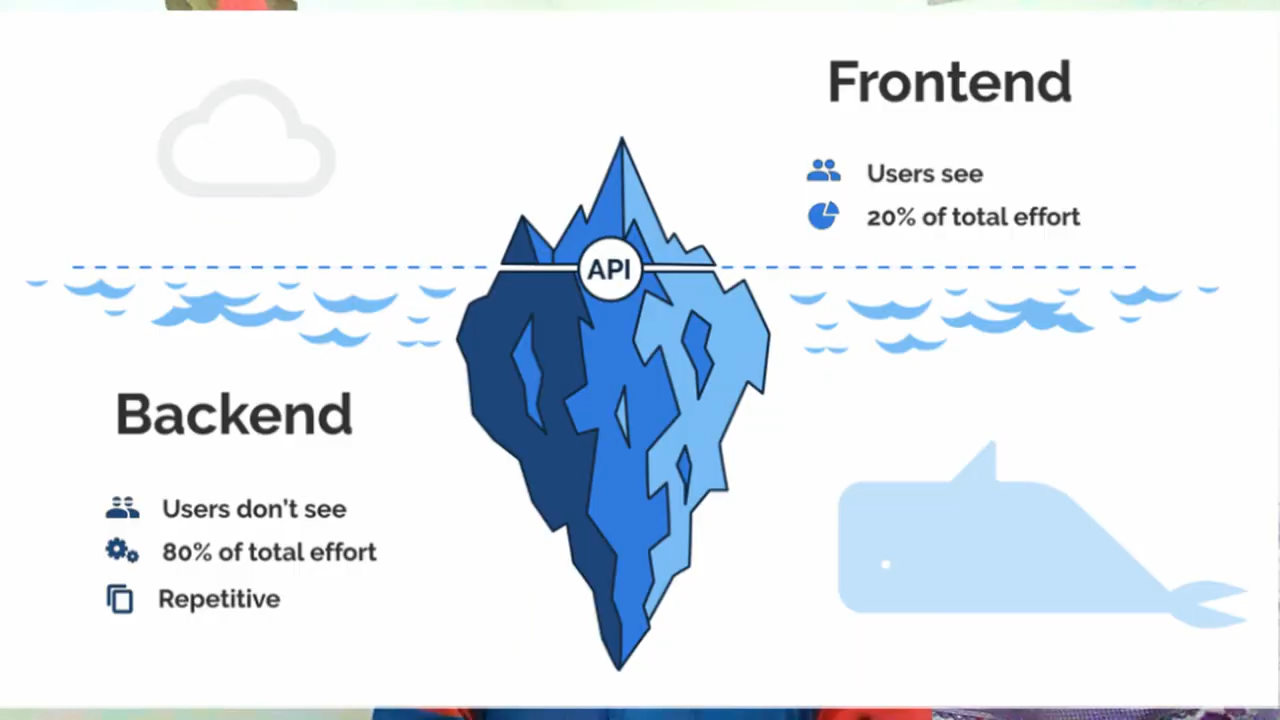 Frontend
Users see
20% of total effort
API
Backend
Users don't see
80% of total effort
Repetitive